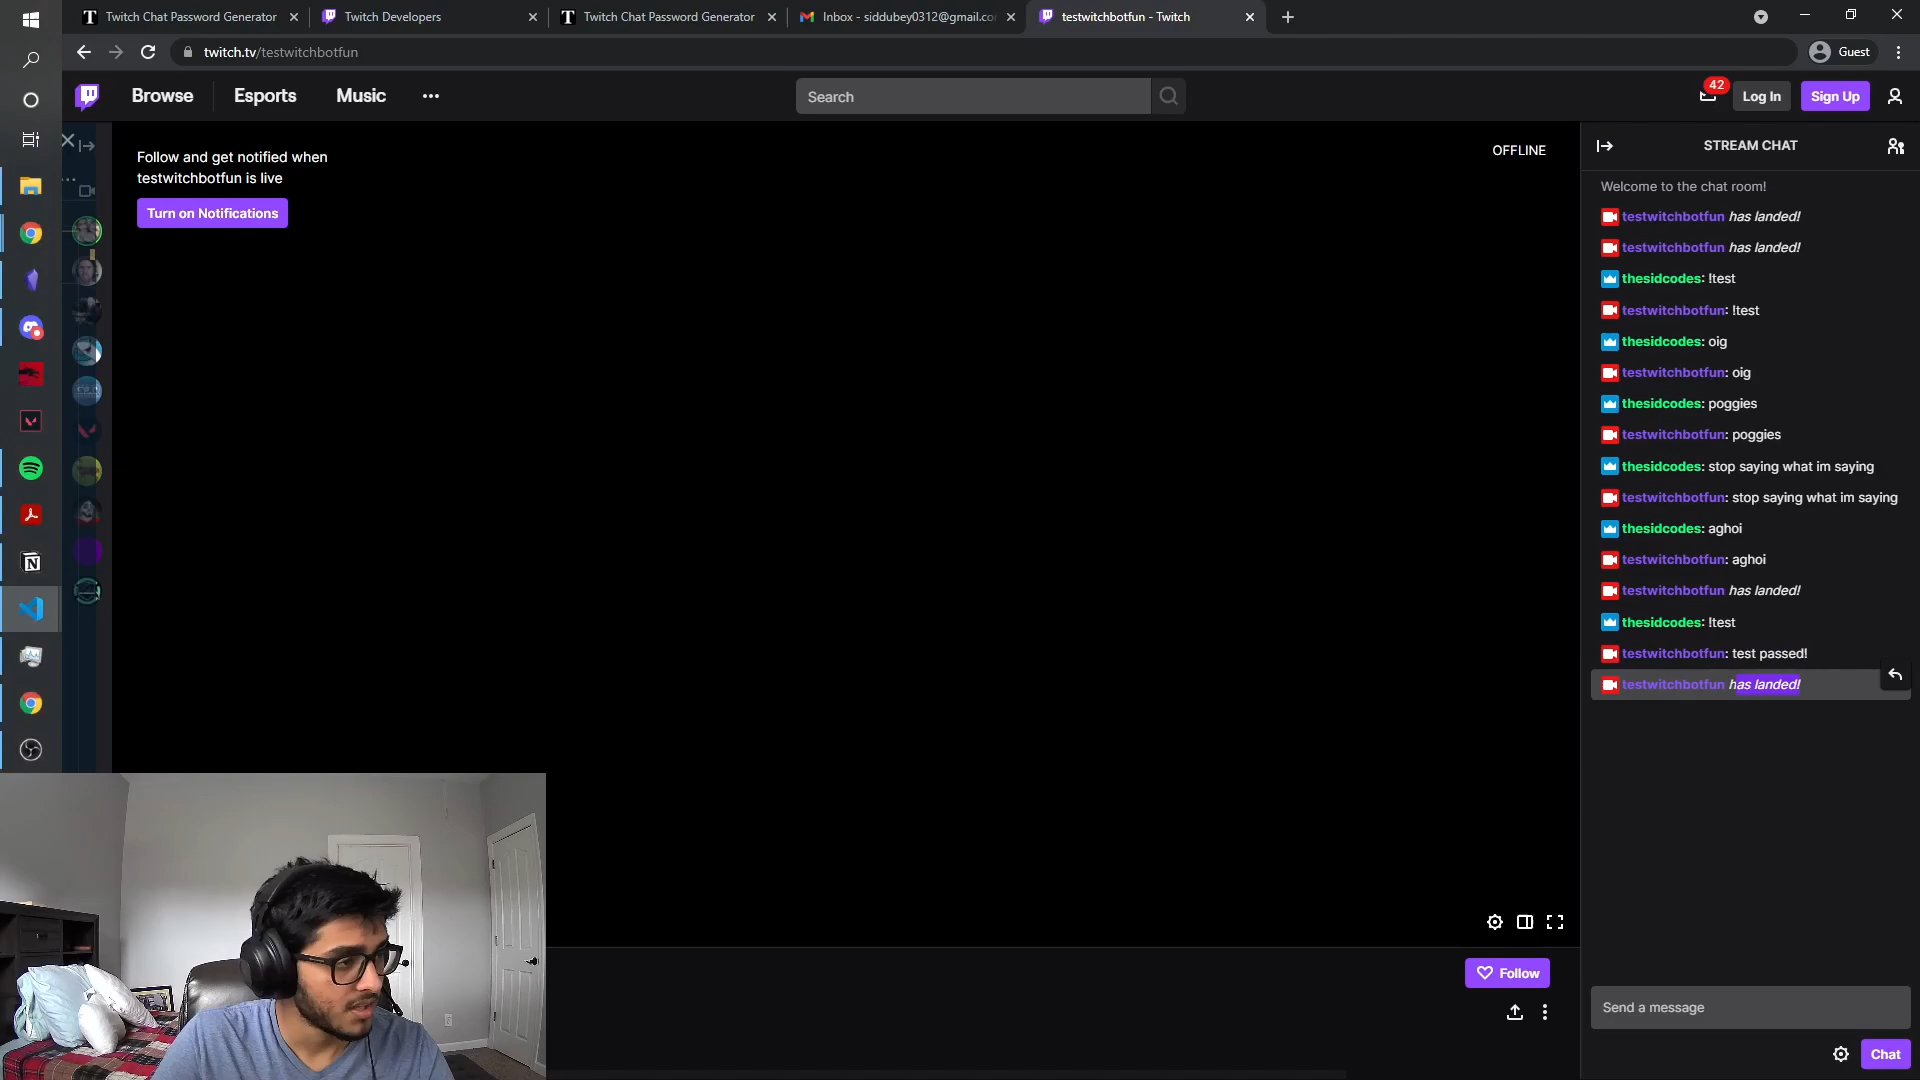 Twitch Chat Password Generator
Twitch Developers
Twitch Chat Password Generator
Inbox - siddubey0312@gmail.co
testwitchbotfun - Twitch
twitch.tv/testwitchbotfun
Guest
Browse
Esports
Music
Search
42
Log In
Sign Up
Follow and get notified when
testwitchbotfun is live
Turn on Notifications
OFFLINE
STREAM CHAT
Welcome to the chat room!
testwitchbotfun has landed!
testwitchbotfun has landed!
thesidcodes: !test
testwitchbotfun: !test
thesidcodes: oig
testwitchbotfun: oig
thesidcodes: poggies
testwitchbotfun: poggies
thesidcodes: stop saying what im saying
testwitchbotfun: stop saying what im saying
thesidcodes: aghoi
testwitchbotfun: aghoi
testwitchbotfun has landed!
thesidcodes: !test
testwitchbotfun: test passed!
testwitchbotfun has landed!
Follow
Send a message
Chat